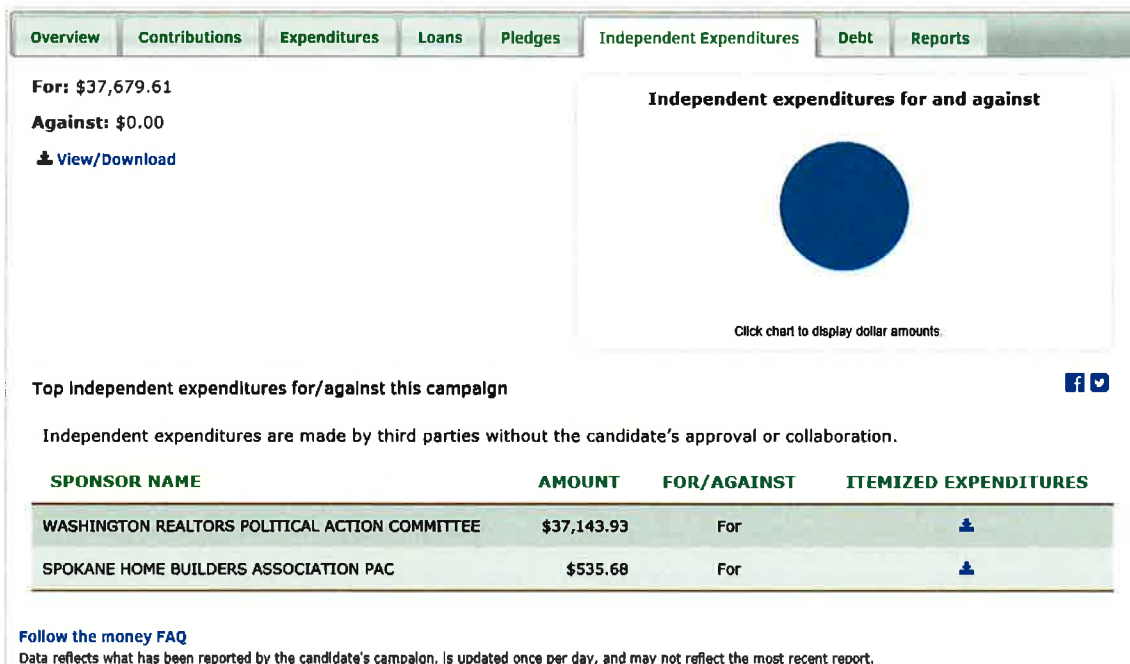 Overview Contributions Expenditures Loans Pledges Independent Expenditures Debt Reports
For: $37,679.61
Against: $0.00
View/Download
Independent expenditures for and against
Click chart to display dollar amounts.
Top independent expenditures for/against this campaign
Independent expenditures are made by third parties without the candidate's approval or collaboration.
SPONSOR NAME AMOUNT FOR/AGAINST ITEMIZED EXPENDITURES
WASHINGTON REALTORS POLITICAL ACTION COMMITTEE $37,143.93 For
SPOKANE HOME BUILDERS ASSOCIATION PAC $535.68 For
Follow the money FAQ
Data reflects what has been reported by the candidate's campaign, is updated once per day, and may not reflect the most recent report.